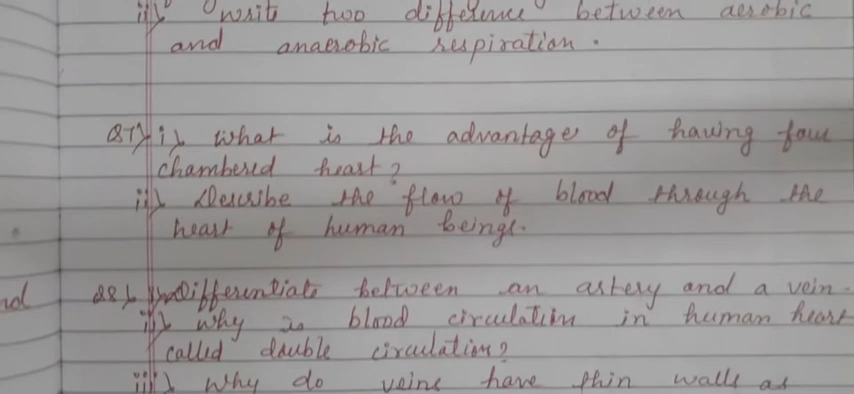 ii) write two difference between aerobic
and anaerobic respiration.
Q7) i) what is the advantage of having four
chambered heart?
ii) Describe the flow of blood through the
heart of human beings.
nd Q8) i) Differentiate between an artery and a vein.
ii) why is blood circulation in human heart
called double circulation?
iii) why do veins have thin walls as